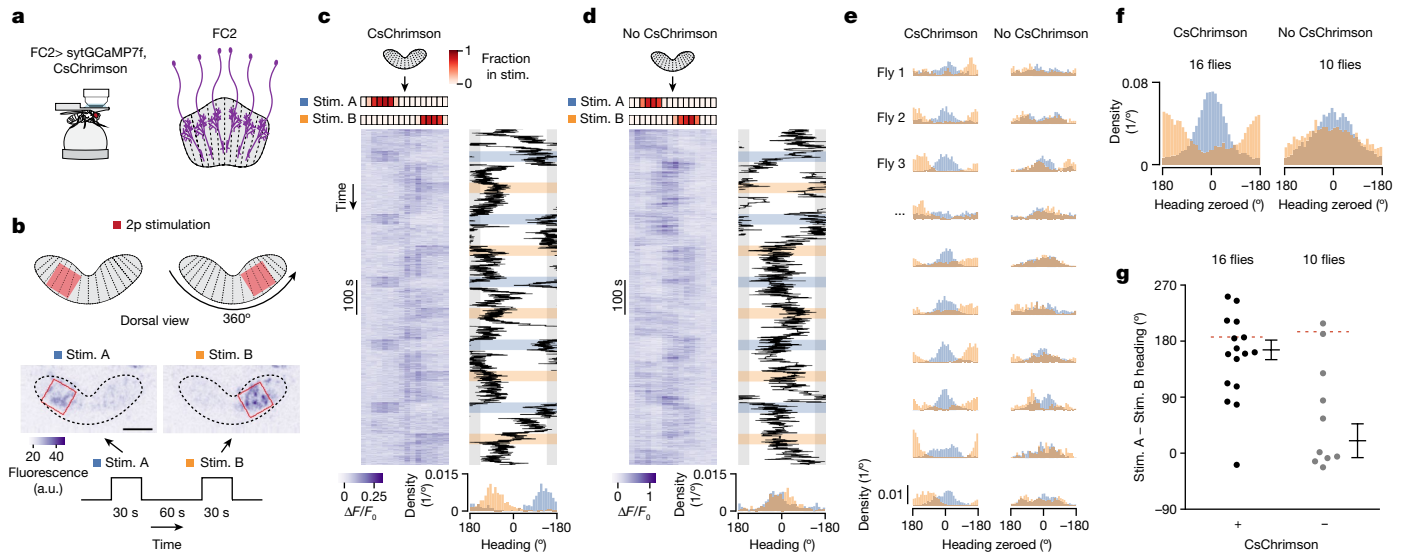 a
FC2> sytGCaMP7f,
CsChrimson
FC2
b
2p stimulation
Dorsal view
360º
Stim. A
Stim. B
20 40
Fluorescence
(a.u.)
Stim. A
Stim. B
30 s
60 s
30 s
Time
c
CsChrimson
1
0
Fraction
in stim.
Stim. A
Stim. B
Time
100 s
0 0.25
ΔF/F0
Density
(1/º)
0.015
0
180 0 −180
Heading (º)
d
No CsChrimson
Stim. A
Stim. B
100 s
0 1
ΔF/F0
Density
(1/º)
0.015
0
180 0 −180
Heading (º)
e
CsChrimson
No CsChrimson
Fly 1
Fly 2
Fly 3
...
Density (1/º)
0.01
180 0 −180
180 0 −180
Heading zeroed (º)
f
CsChrimson
No CsChrimson
16 flies
10 flies
Density
(1/º)
0.08
0
180 0 −180
180 0 −180
Heading zeroed (º)
Heading zeroed (º)
g
16 flies
10 flies
Stim. A − Stim. B heading (º)
270
180
90
0
−90
+
−
CsChrimson